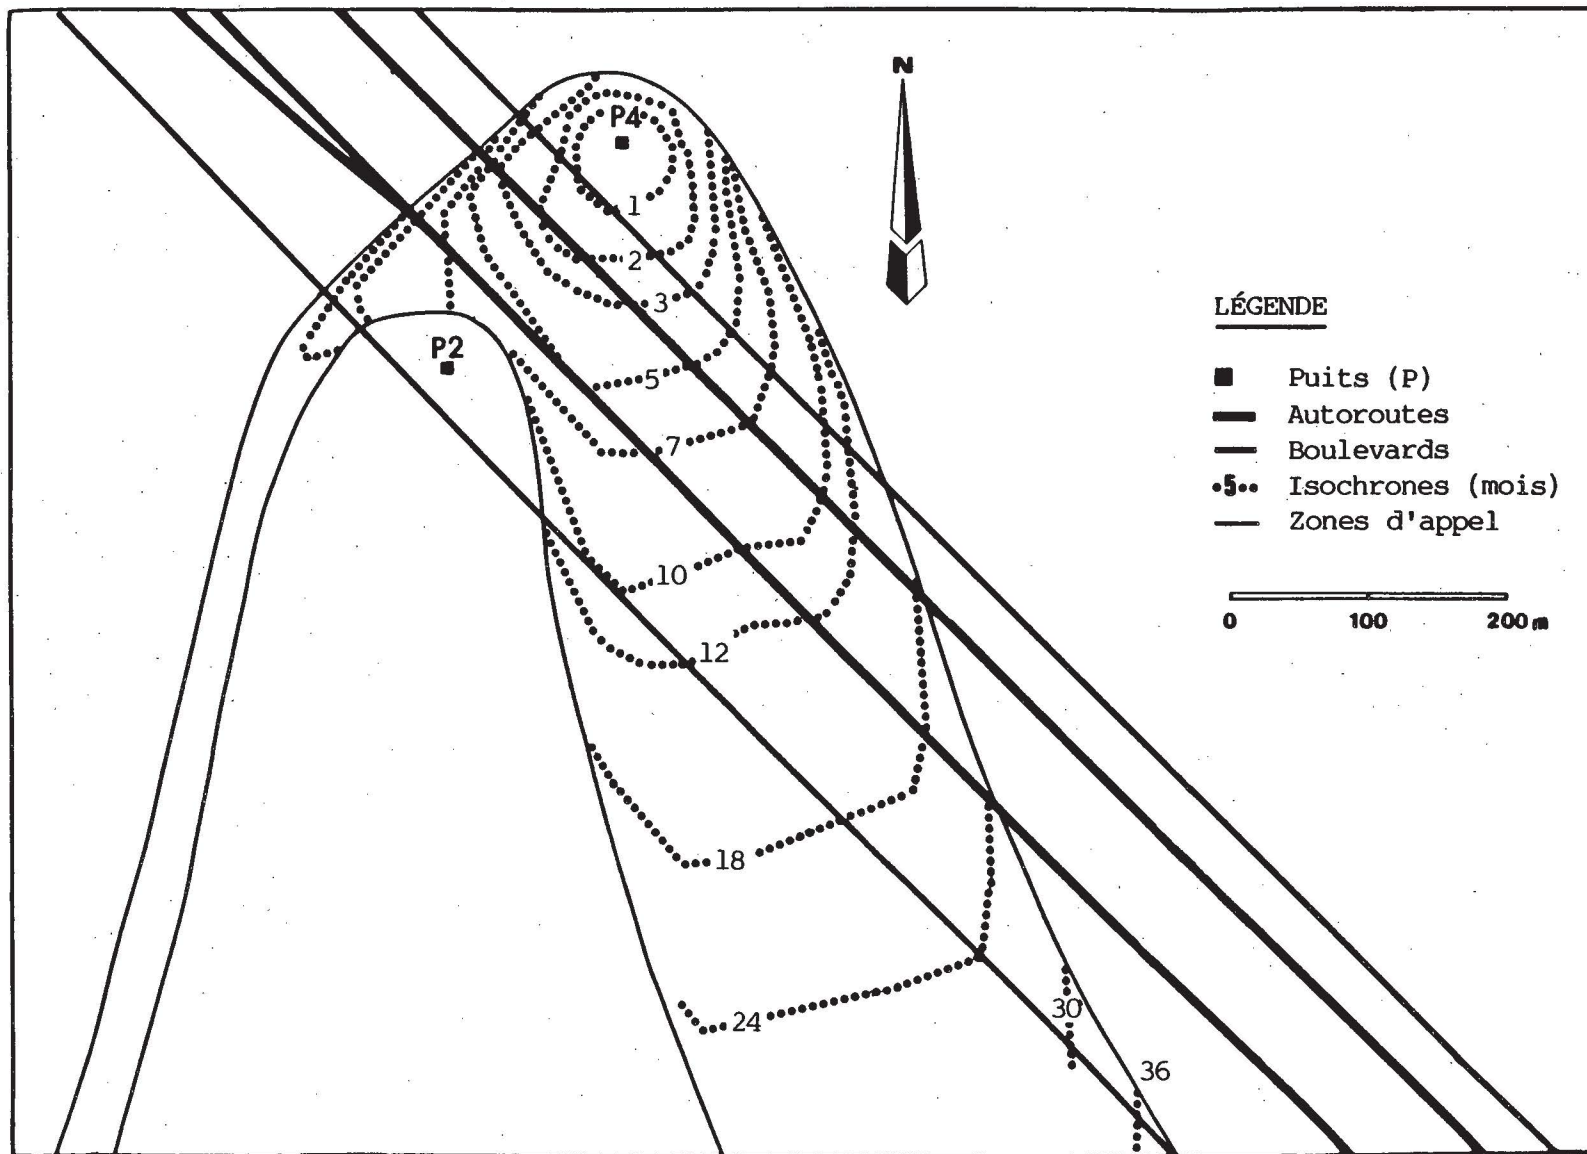 N
P4
1
2
3
P2
5
7
10
12
18
24
30
36
LÉGENDE
Puits (P)
Autoroutes
Boulevards
5 Isochrones (mois)
Zones d'appel
0 100 200 m